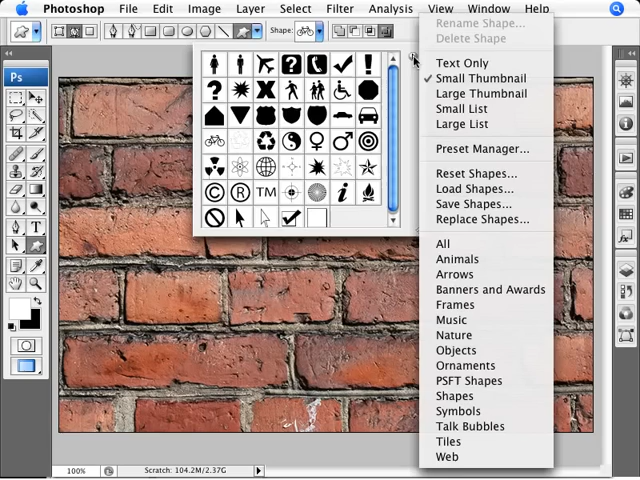 Photoshop File Edit Image Layer Select Filter Analysis View Window Help
Shape:
Ps
T
TM
Rename Shape...
Delete Shape
Text Only
Small Thumbnail
Large Thumbnail
Small List
Large List
Preset Manager...
Reset Shapes...
Load Shapes...
Save Shapes...
Replace Shapes...
All
Animals
Arrows
Banners and Awards
Frames
Music
Nature
Objects
Ornaments
PSFT Shapes
Shapes
Symbols
Talk Bubbles
Tiles
Web
100% Scratch: 104.2M/2.37G